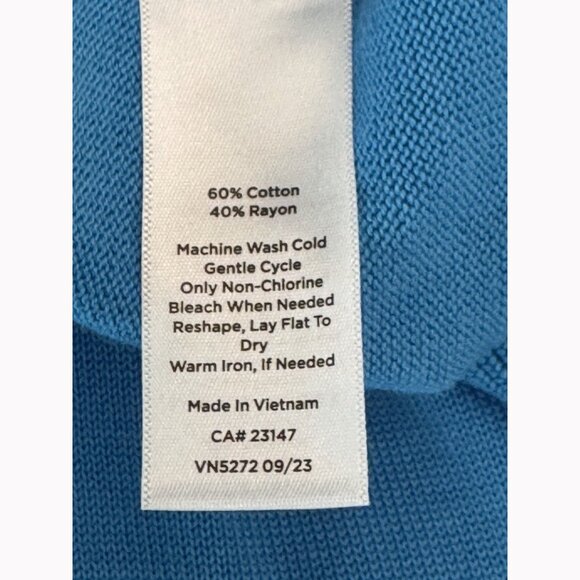 60% Cotton
40% Rayon
Machine Wash Cold
Gentle Cycle
Only Non-Chlorine
Bleach When Needed
Reshape, Lay Flat To
Dry
Warm Iron, If Needed
Made In Vietnam
CA# 23147
VN5272 09/23